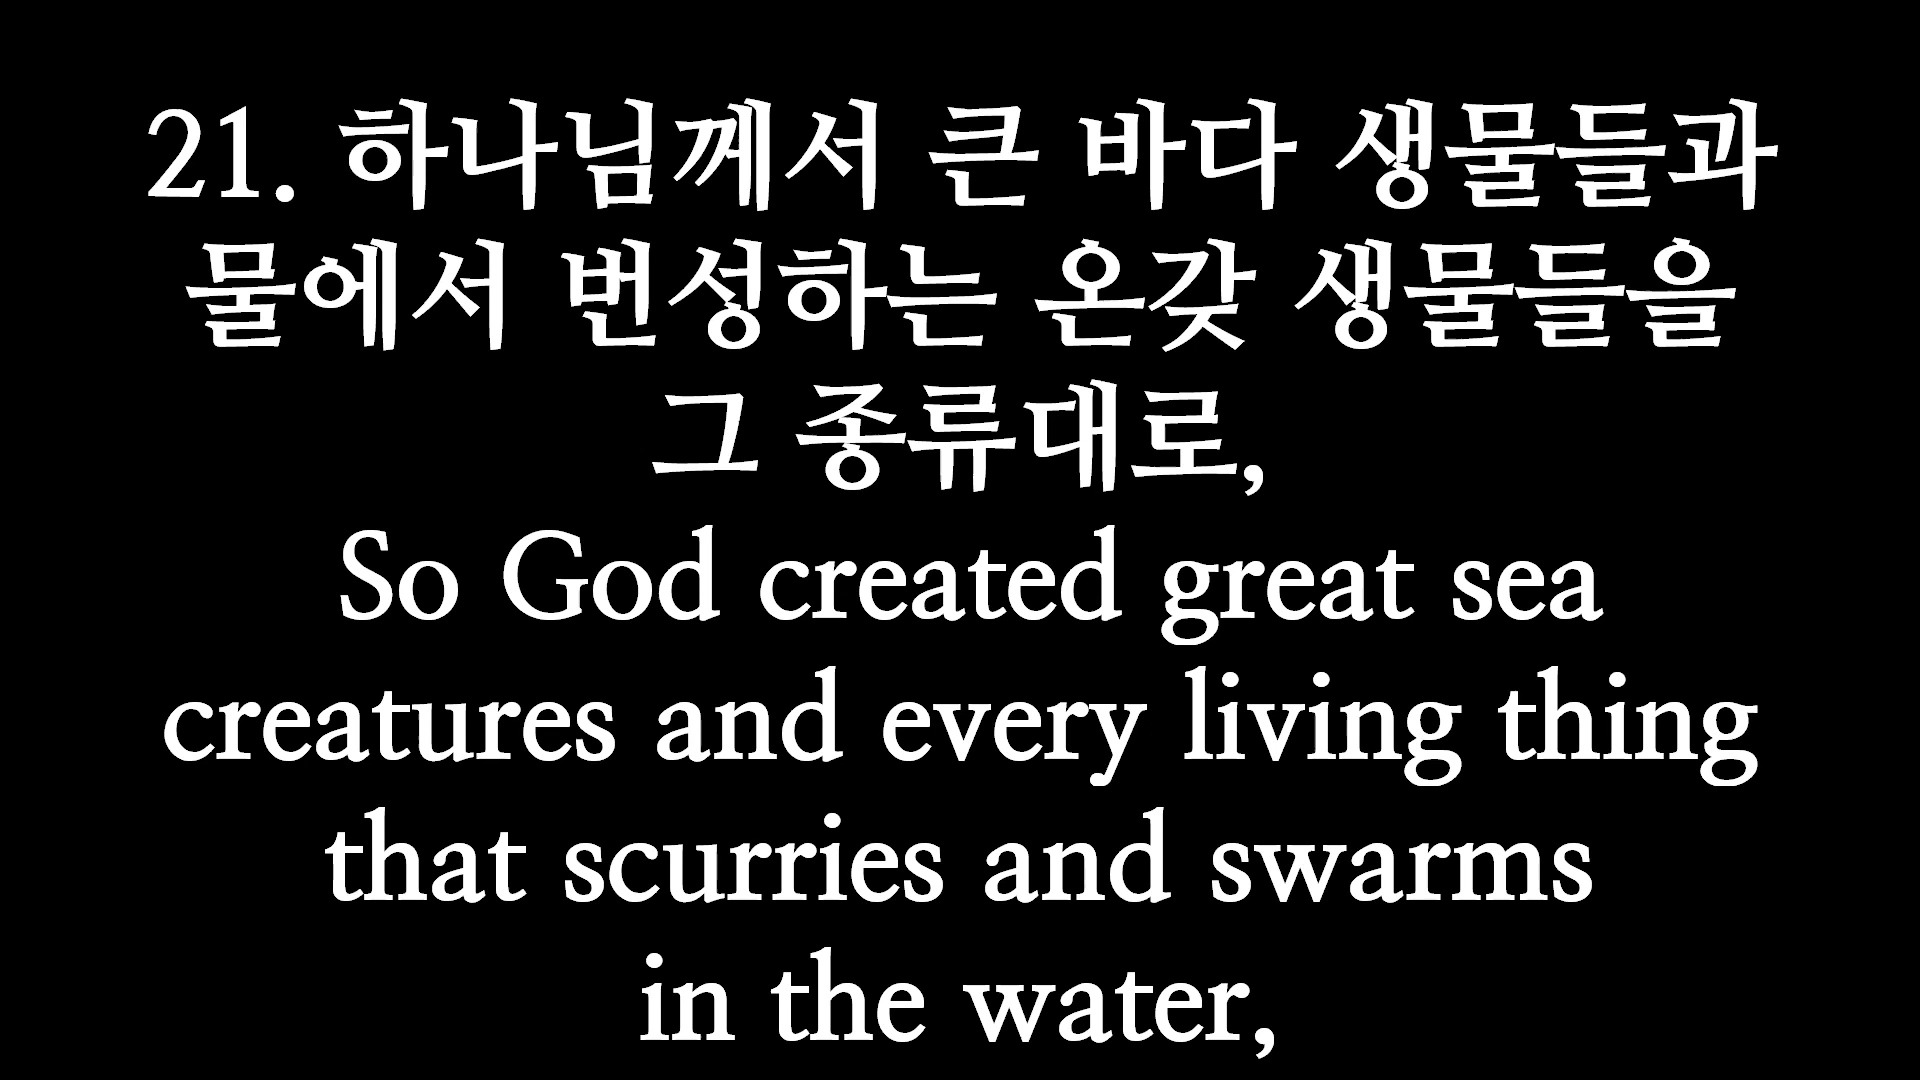 21. 하나님께서 큰 바다 생물들과
물에서 번성하는 온갖 생물들을
그 종류대로,
So God created great sea
creatures and every living thing
that scurries and swarms
in the water,